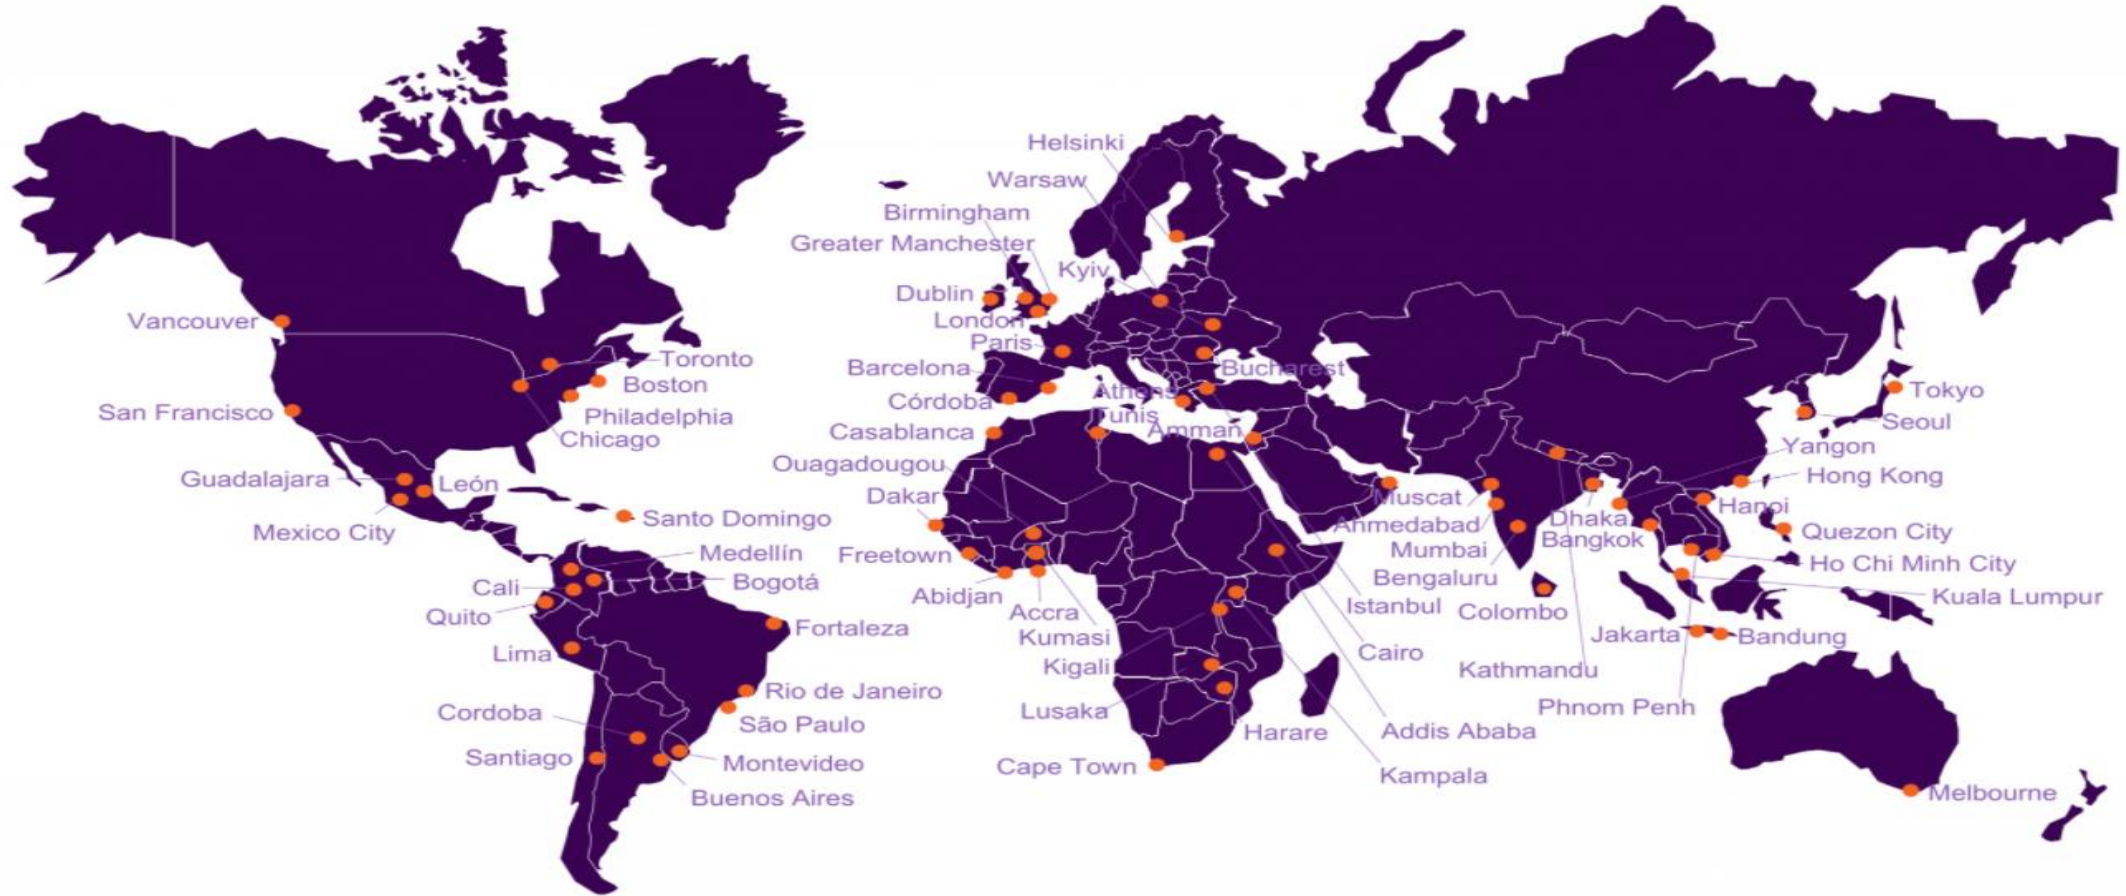 Helsinki
Warsaw
Birmingham
Greater Manchester
Kyiv
Dublin
London
Paris
Barcelona
Córdoba
Athens
Bucharest
Tunis
Casablanca
Amman
Ouagadougou
Dakar
Freetown
Abidjan
Accra
Kumasi
Kigali
Lusaka
Harare
Cape Town
Istanbul
Cairo
Addis Ababa
Kampala
Vancouver
Toronto
Boston
San Francisco
Philadelphia
Chicago
Guadalajara
León
Mexico City
Santo Domingo
Medellín
Bogotá
Cali
Quito
Fortaleza
Lima
Rio de Janeiro
Cordoba
São Paulo
Santiago
Montevideo
Buenos Aires
Tokyo
Seoul
Yangon
Hong Kong
Muscat
Hanoi
Ahmedabad
Dhaka
Quezon City
Mumbai
Bangkok
Ho Chi Minh City
Bengaluru
Colombo
Kuala Lumpur
Jakarta
Bandung
Kathmandu
Phnom Penh
Melbourne